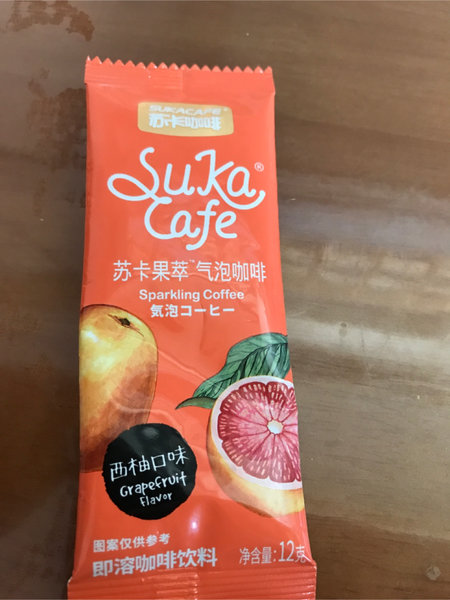 SUKACAFE®
苏卡咖啡
SuKa®
Cafe
苏卡果萃™气泡咖啡
Sparkling Coffee
気泡コーヒー
西柚口味
Grapefruit
Flavor
图案仅供参考
即溶咖啡饮料
净含量:12克